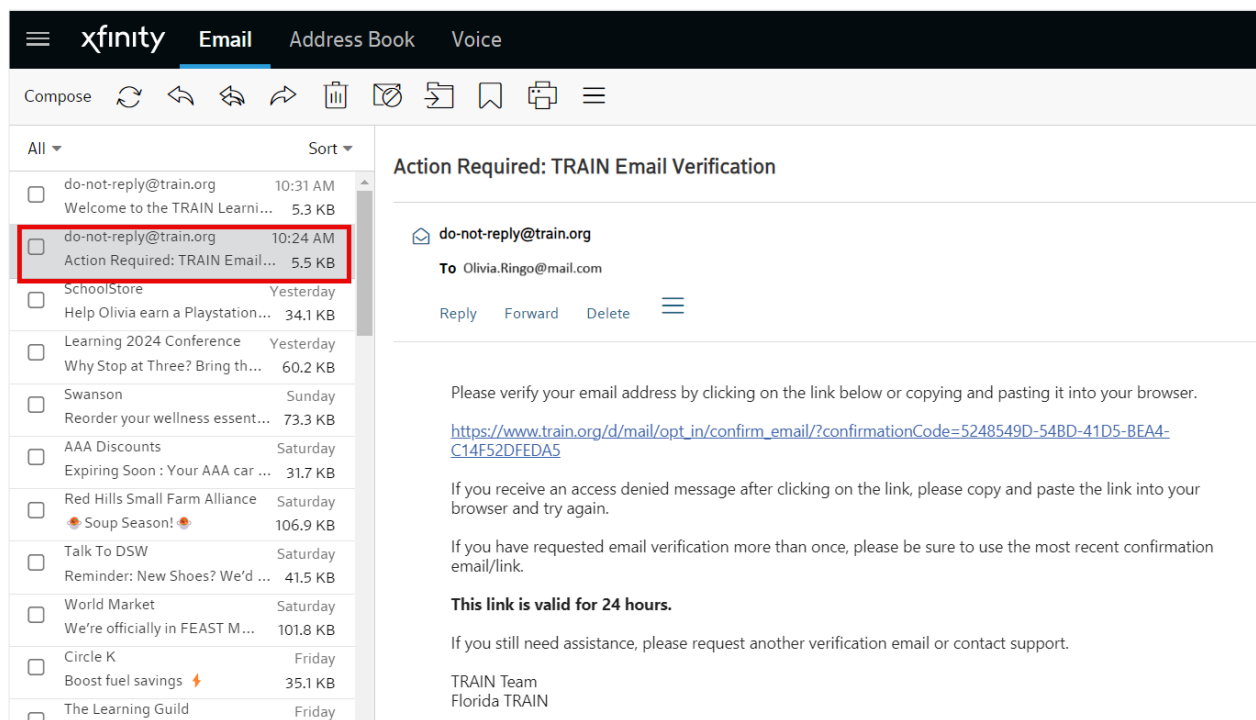 xfinity Email Address Book Voice
Compose
All Sort
do-not-reply@train.org 10:31 AM
Welcome to the TRAIN Learni... 5.3 KB
do-not-reply@train.org 10:24 AM
Action Required: TRAIN Email... 5.5 KB
SchoolStore Yesterday
Help Olivia earn a Playstation... 34.1 KB
Learning 2024 Conference Yesterday
Why Stop at Three? Bring th... 60.2 KB
Swanson Sunday
Reorder your wellness essent... 73.3 KB
AAA Discounts Saturday
Expiring Soon : Your AAA car ... 31.7 KB
Red Hills Small Farm Alliance Saturday
Soup Season! 106.9 KB
Talk To DSW Saturday
Reminder: New Shoes? We'd ... 41.5 KB
World Market Saturday
We're officially in FEAST M... 101.8 KB
Circle K Friday
Boost fuel savings 35.1 KB
The Learning Guild Friday
Action Required: TRAIN Email Verification
do-not-reply@train.org
To Olivia.Ringo@mail.com
Reply Forward Delete
Please verify your email address by clicking on the link below or copying and pasting it into your browser.
https://www.train.org/d/mail/opt_in/confirm_email/?confirmationCode=5248549D-54BD-41D5-BEA4-
C14F52DFEDA5
If you receive an access denied message after clicking on the link, please copy and paste the link into your
browser and try again.
If you have requested email verification more than once, please be sure to use the most recent confirmation
email/link.
This link is valid for 24 hours.
If you still need assistance, please request another verification email or contact support.
TRAIN Team
Florida TRAIN